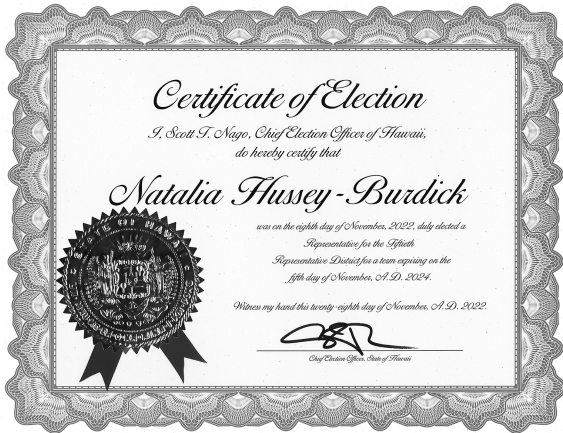 Certificate of Election
I, Scott T. Nago, Chief Election Officer of Hawaii,
do hereby certify that
Natalia Hussey-Burdick
was on the eighth day of November, 2022, duly elected a
Representative for the Fiftieth
Representative District for a term expiring on the
fifth day of November, A.D. 2024.
Witness my hand this twenty-eighth day of November, A.D. 2022.
Chief Election Officer, State of Hawaii